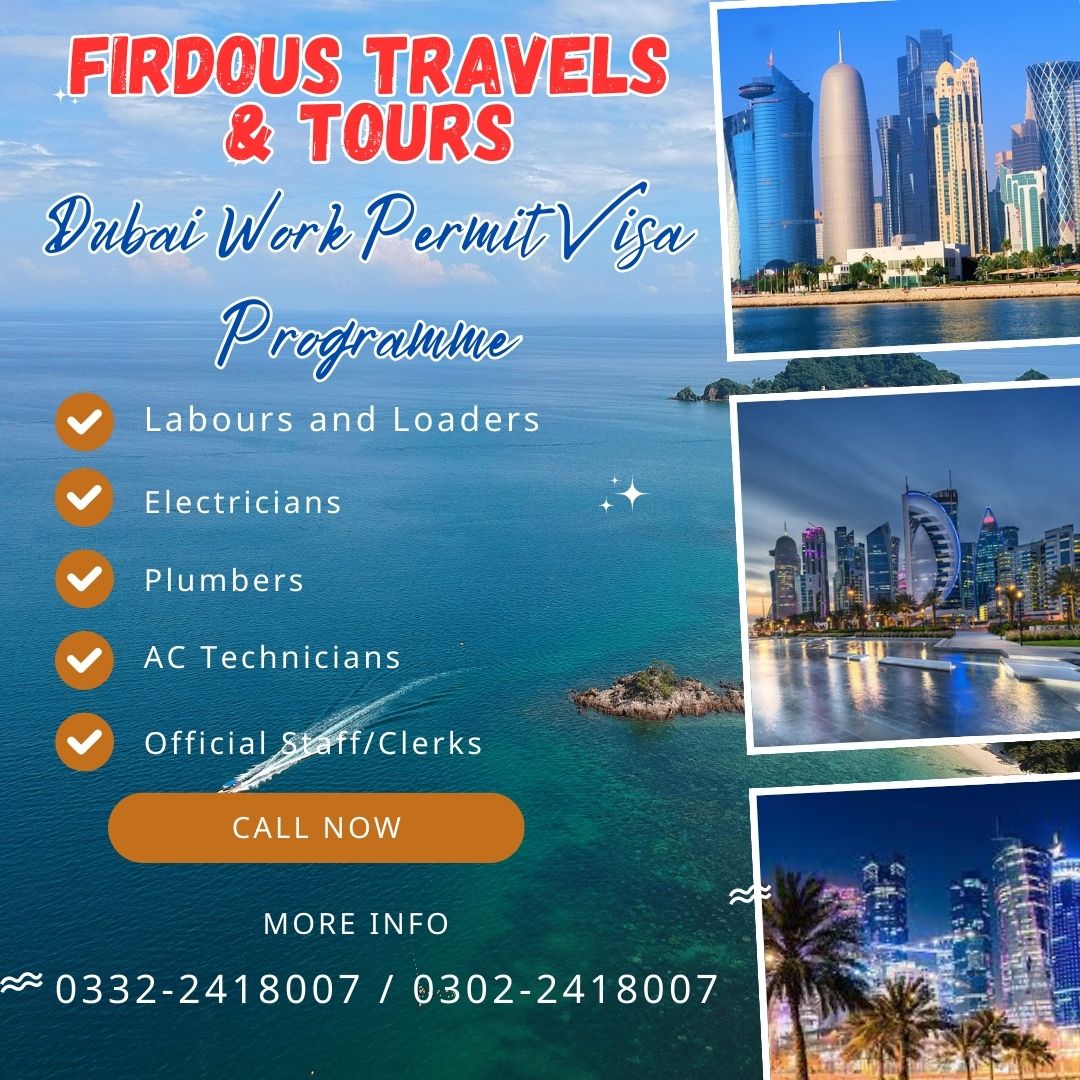 FIRDOUS TRAVELS
& TOURS
Dubai Work Permit Visa
Programme
Labours and Loaders
Electricians
Plumbers
AC Technicians
Official Staff/Clerks
CALL NOW
MORE INFO
0332-2418007 / 0302-2418007